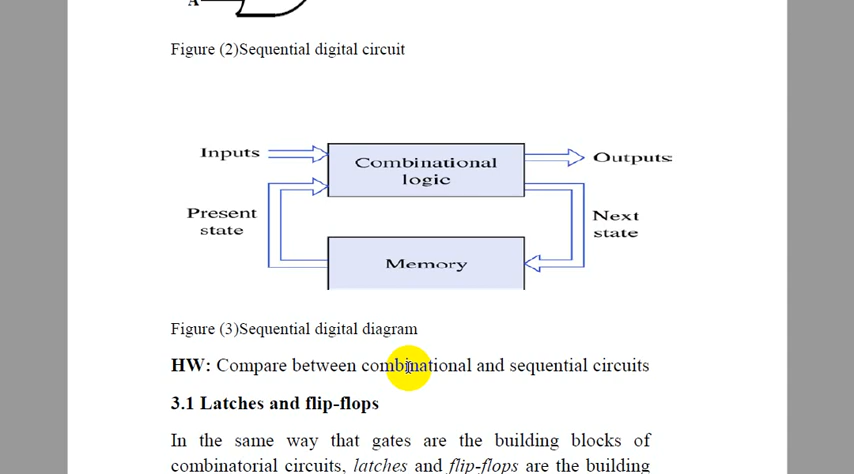 A
Figure (2)Sequential digital circuit
Inputs
Combinational
logic
Outputs
Present
state
Next
state
Memory
Figure (3)Sequential digital diagram
HW: Compare between combinational and sequential circuits
3.1 Latches and flip-flops
In the same way that gates are the building blocks of
combinatorial circuits, latches and flip-flops are the building